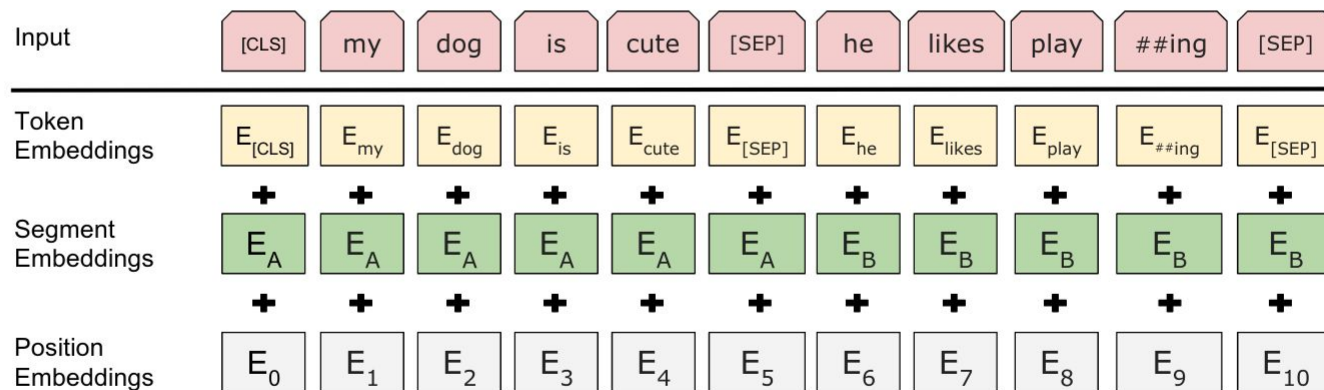 Input [CLS] my dog is cute [SEP] he likes play ##ing [SEP]
Token Embeddings E[CLS] Emy Edog Eis Ecute E[SEP] Ehe Elikes Eplay E##ing E[SEP]
+ + + + + + + + + + +
Segment Embeddings EA EA EA EA EA EA EB EB EB EB EB
+ + + + + + + + + + +
Position Embeddings E0 E1 E2 E3 E4 E5 E6 E7 E8 E9 E10